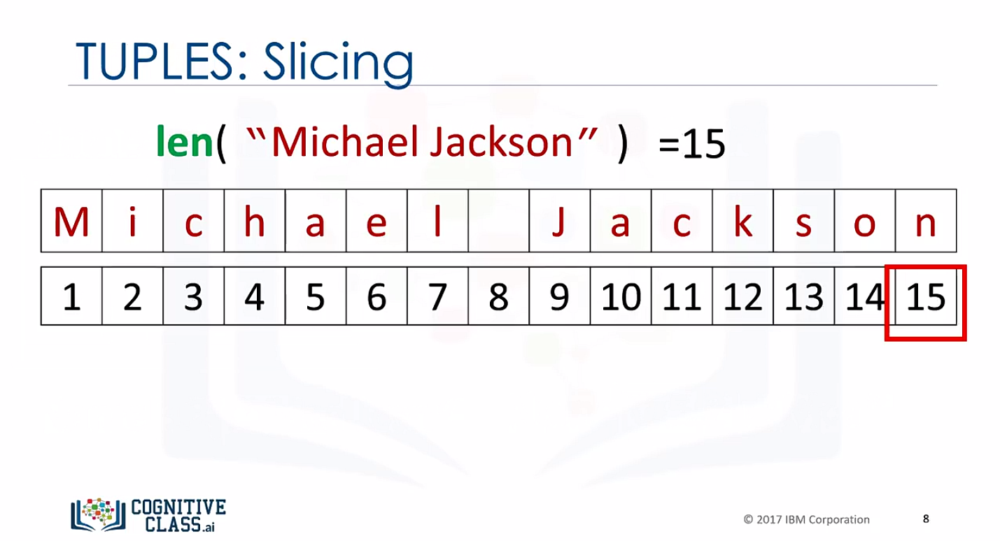 TUPLES: Slicing
len( "Michael Jackson" ) =15
M i c h a e l J a c k s o n
1 2 3 4 5 6 7 8 9 10 11 12 13 14 15
COGNITIVE
CLASS.ai
© 2017 IBM Corporation 8